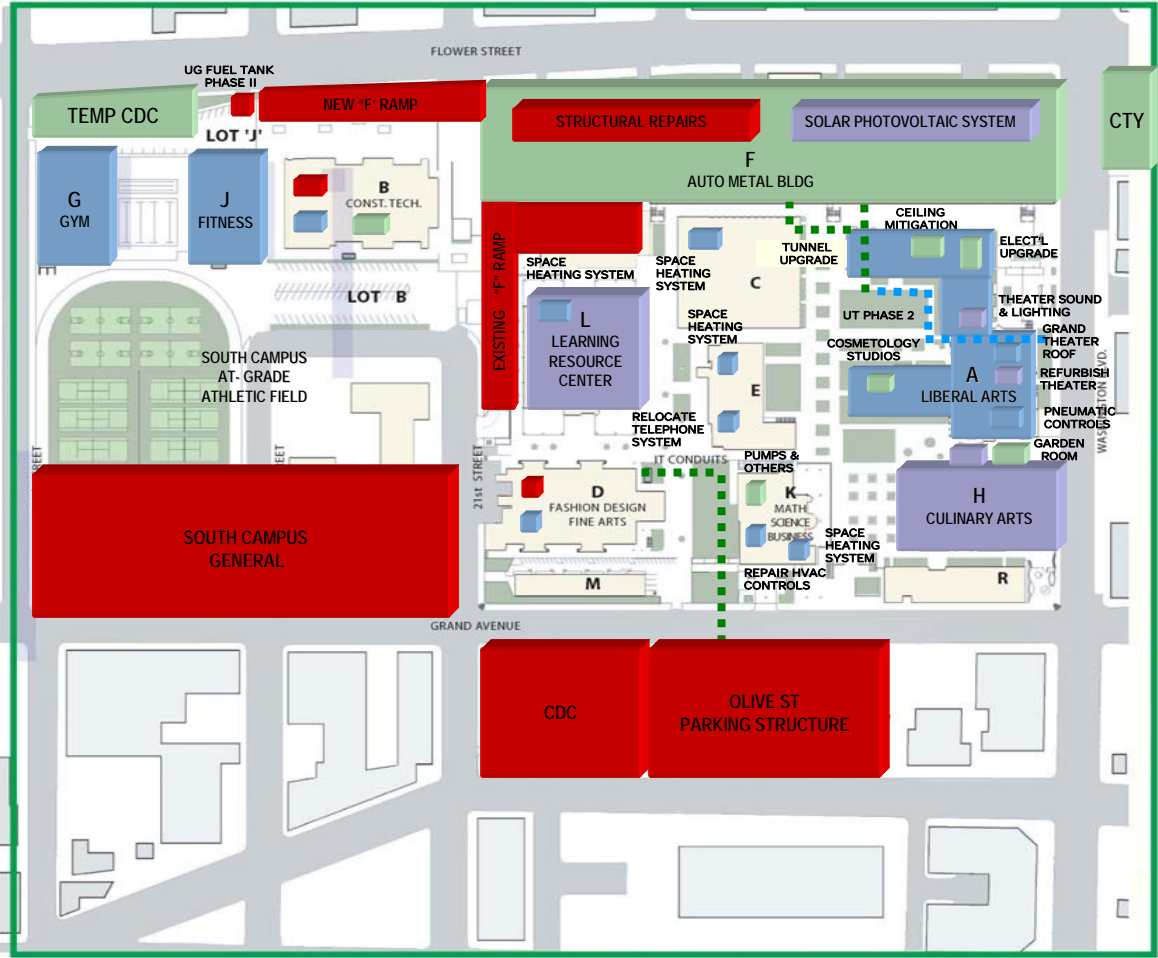 FLOWER STREET
UG FUEL TANK
PHASE II
TEMP CDC
NEW "F' RAMP
LOT 'J'
STRUCTURAL REPAIRS
SOLAR PHOTOVOLTAIC SYSTEM
CTY
F
AUTO METAL BLDG
G
GYM
J
FITNESS
B
CONST. TECH.
EXISTING "F" RAMP
SPACE
HEATING SYSTEM
SPACE
HEATING
SYSTEM
C
TUNNEL
UPGRADE
CEILING
MITIGATION
ELECT'L
UPGRADE
LOT B
L
LEARNING
RESOURCE
CENTER
SPACE
HEATING
SYSTEM
UT PHASE 2
THEATER SOUND
& LIGHTING
GRAND
THEATER
ROOF
COSMETOLOGY
STUDIOS
SOUTH CAMPUS
AT- GRADE
ATHLETIC FIELD
E
A
LIBERAL ARTS
REFURBISH
THEATER
PNEUMATIC
CONTROLS
WASHINGTON BLVD.
RELOCATE
TELEPHONE
SYSTEM
IT CONDUITS
PUMPS &
OTHERS
GARDEN
ROOM
STREET
STREET
21st STREET
D
FASHION DESIGN
FINE ARTS
K
MATH
SCIENCE
BUSINESS
H
CULINARY ARTS
SPACE
HEATING
SYSTEM
SOUTH CAMPUS
GENERAL
M
REPAIR HVAC
CONTROLS
R
GRAND AVENUE
CDC
OLIVE ST
PARKING STRUCTURE